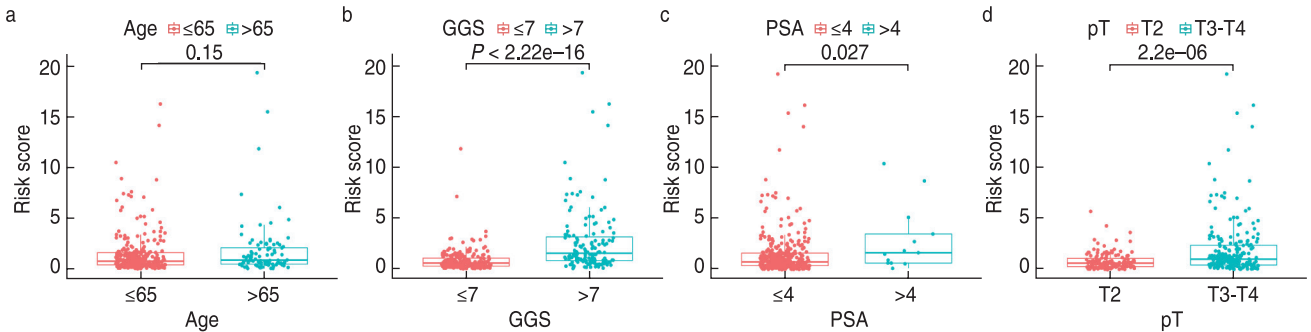 a
Age ≤65 >65
0.15
20
15
10
5
0
Risk score
≤65 >65
Age
b
GGS ≤7 >7
P < 2.22e−16
20
15
10
5
0
Risk score
≤7 >7
GGS
c
PSA ≤4 >4
0.027
20
15
10
5
0
Risk score
≤4 >4
PSA
d
pT T2 T3-T4
2.2e−06
20
15
10
5
0
Risk score
T2 T3-T4
pT